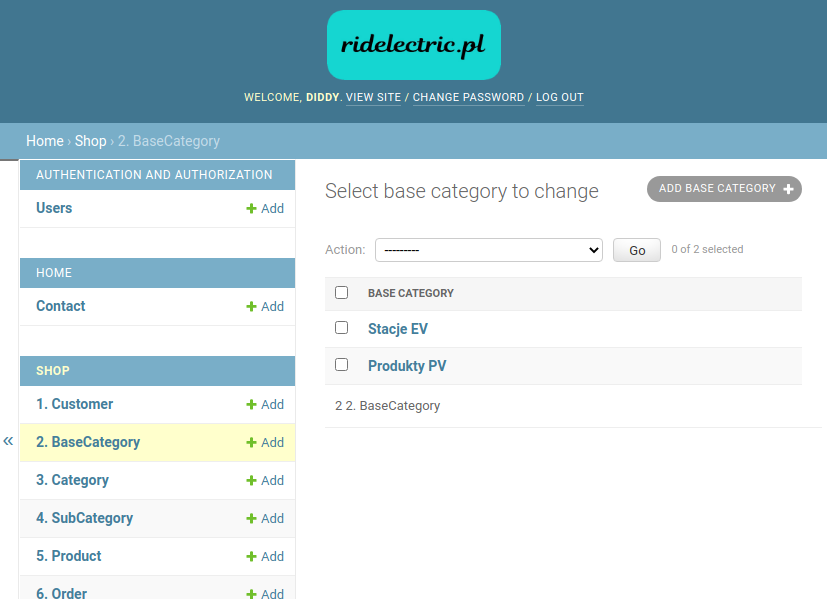 ridelectric.pl
WELCOME, DIDDY. VIEW SITE / CHANGE PASSWORD / LOG OUT
Home › Shop › 2. BaseCategory
AUTHENTICATION AND AUTHORIZATION
Users Add
HOME
Contact Add
SHOP
1. Customer Add
2. BaseCategory Add
3. Category Add
4. SubCategory Add
5. Product Add
6. Order Add
«
Select base category to change
ADD BASE CATEGORY +
Action: --------- Go 0 of 2 selected
BASE CATEGORY
Stacje EV
Produkty PV
2 2. BaseCategory